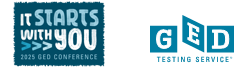 IT STARTS
WITH YOU
>>>>
2025 GED CONFERENCE
GED
TESTING SERVICE®